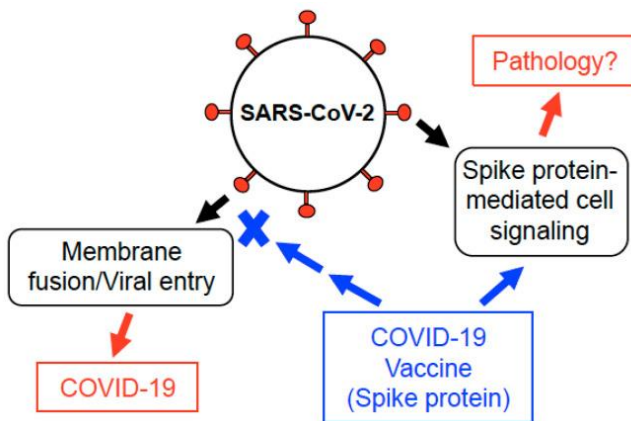 Pathology?
SARS-CoV-2
Spike protein-
mediated cell
signaling
Membrane
fusion/Viral entry
COVID-19
COVID-19
Vaccine
(Spike protein)